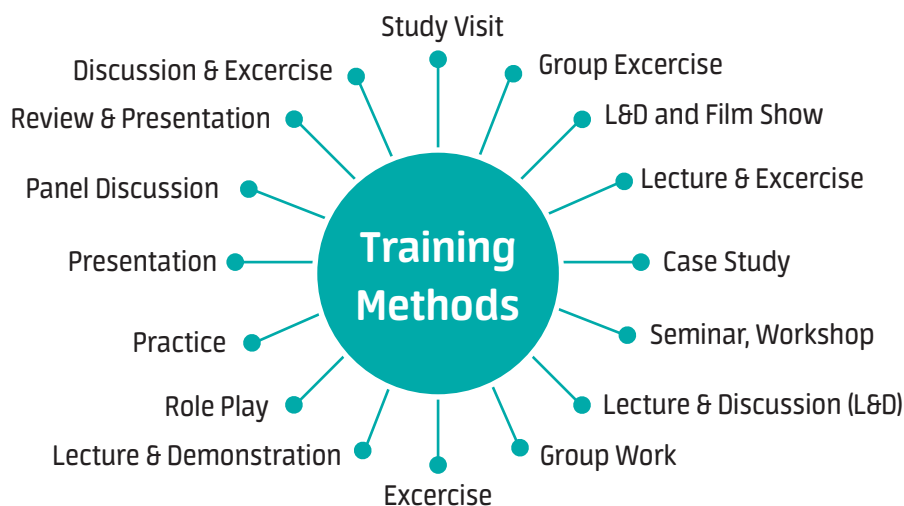 Study Visit
Group Excercise
L&D and Film Show
Lecture & Excercise
Case Study
Seminar, Workshop
Lecture & Discussion (L&D)
Group Work
Excercise
Lecture & Demonstration
Role Play
Practice
Presentation
Panel Discussion
Review & Presentation
Discussion & Excercise
Training
Methods